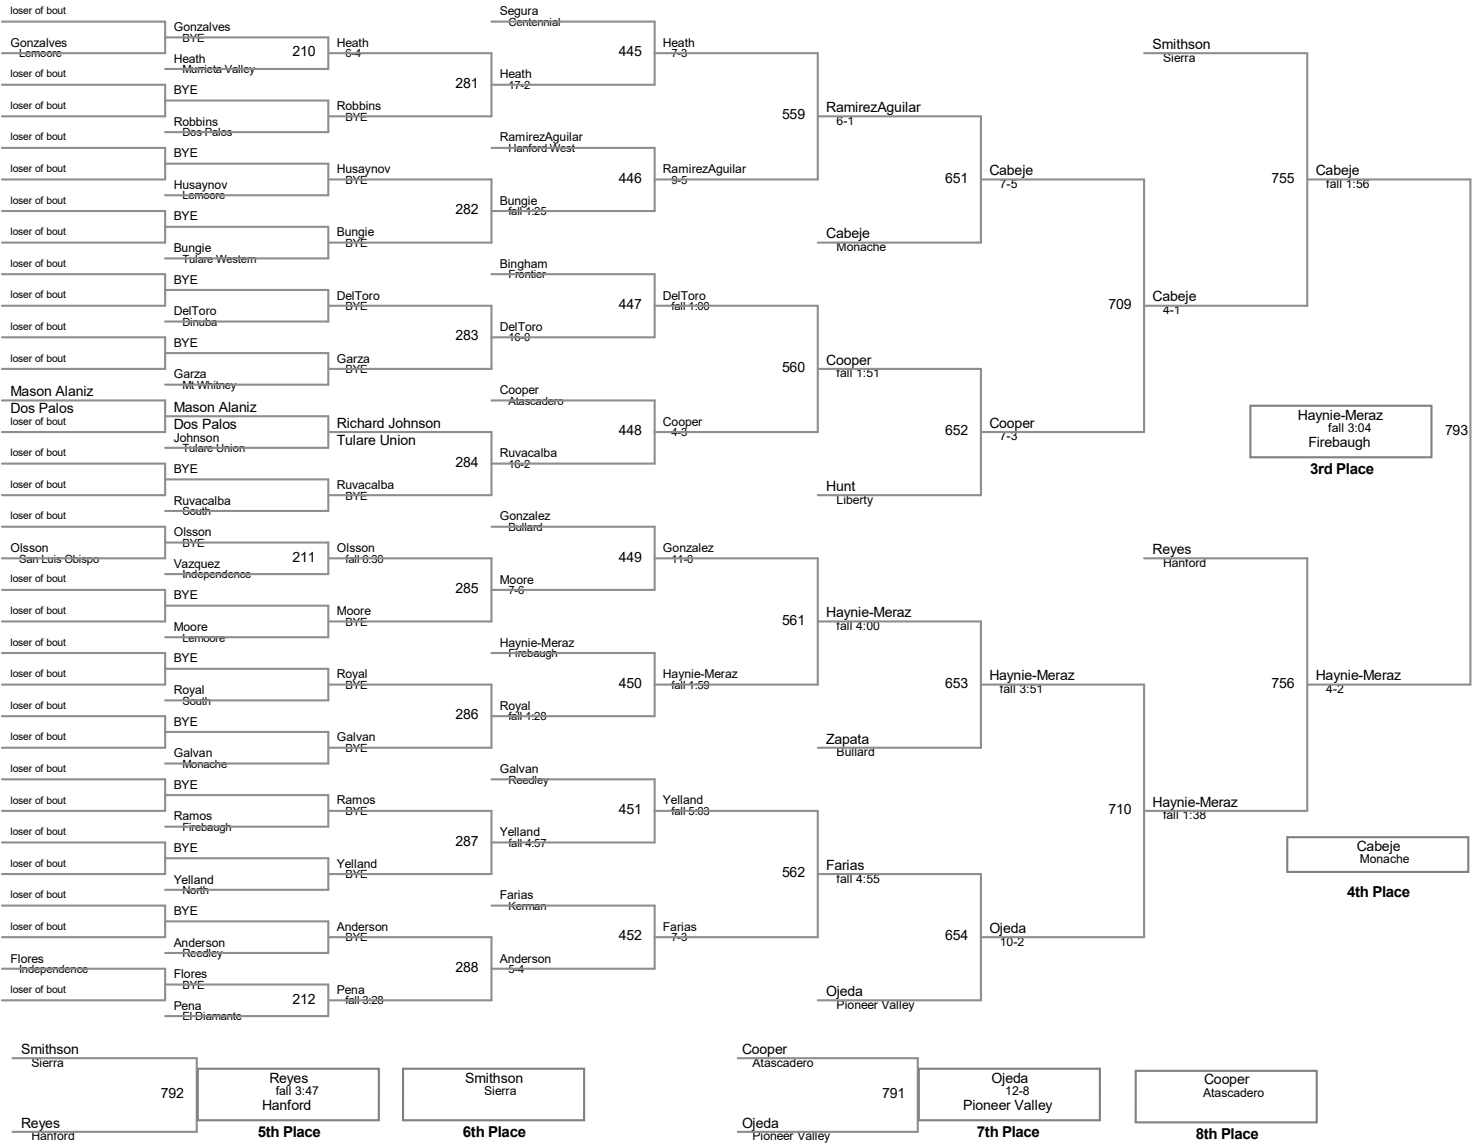 loser of bout
Gonzalves
Lemoore
loser of bout
loser of bout
loser of bout
loser of bout
loser of bout
loser of bout
loser of bout
loser of bout
loser of bout
loser of bout
Mason Alaniz
Dos Palos
loser of bout
loser of bout
loser of bout
loser of bout
Olsson
San Luis Obispo
loser of bout
loser of bout
loser of bout
loser of bout
loser of bout
loser of bout
loser of bout
loser of bout
loser of bout
loser of bout
loser of bout
loser of bout
Flores
Independence
loser of bout
Gonzalves
BYE
210
Heath
Murrieta Valley
BYE
Robbins
Dos Palos
BYE
Husaynov
Lemoore
BYE
Bungie
Tulare Western
BYE
DelToro
Dinuba
BYE
Garza
Mt Whitney
Mason Alaniz
Dos Palos
Johnson
Tulare Union
BYE
Ruvacalba
South
Olsson
BYE
211
Vazquez
Independence
BYE
Moore
Lemoore
BYE
Royal
South
BYE
Galvan
Monache
BYE
Ramos
Firebaugh
BYE
Yelland
North
BYE
Anderson
Reedley
Flores
BYE
212
Pena
El Diamante
Heath
6-4
281
Robbins
BYE
Husaynov
BYE
282
Bungie
BYE
DelToro
BYE
283
Garza
BYE
Richard Johnson
Tulare Union
284
Ruvacalba
BYE
Olsson
fall 0:30
285
Moore
BYE
Royal
BYE
286
Galvan
BYE
Ramos
BYE
287
Yelland
BYE
Anderson
BYE
288
Pena
fall 3:28
Segura
Centennial
445
Heath
17-2
RamirezAguilar
Hanford West
446
Bungie
fall 1:25
Bingham
Frontier
447
DelToro
16-0
Cooper
Atascadero
448
Ruvacalba
16-2
Gonzalez
Bullard
449
Moore
7-6
Haynie-Meraz
Firebaugh
450
Royal
fall 1:28
Galvan
Reedley
451
Yelland
fall 4:57
Farias
Kerman
452
Anderson
5-4
Heath
7-3
559
RamirezAguilar
9-5
DelToro
fall 1:00
560
Cooper
4-3
Gonzalez
11-0
561
Haynie-Meraz
fall 1:59
Yelland
fall 5:03
562
Farias
7-3
RamirezAguilar
6-1
651
Cabeje
Monache
Cooper
fall 1:51
652
Hunt
Liberty
Haynie-Meraz
fall 4:00
653
Zapata
Bullard
Farias
fall 4:55
654
Ojeda
Pioneer Valley
Cabeje
7-5
709
Cooper
7-3
Haynie-Meraz
fall 3:51
710
Ojeda
10-2
Smithson
Sierra
755
Cabeje
4-1
Reyes
Hanford
756
Haynie-Meraz
fall 1:38
Cabeje
fall 1:56
Haynie-Meraz
fall 3:04
Firebaugh
793
3rd Place
Haynie-Meraz
4-2
Cabeje
Monache
4th Place
Smithson
Sierra
792
Reyes
Hanford
Reyes
fall 3:47
Hanford
5th Place
Smithson
Sierra
6th Place
Cooper
Atascadero
791
Ojeda
Pioneer Valley
Ojeda
12-8
Pioneer Valley
7th Place
Cooper
Atascadero
8th Place